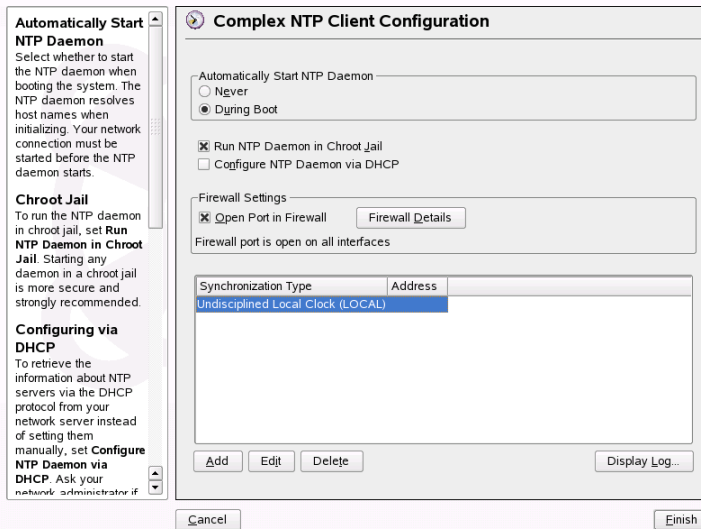 Automatically Start
NTP Daemon
Select whether to start
the NTP daemon when
booting the system. The
NTP daemon resolves
host names when
initializing. Your network
connection must be
started before the NTP
daemon starts.
Chroot Jail
To run the NTP daemon
in chroot jail, set Run
NTP Daemon in Chroot
Jail. Starting any
daemon in a chroot jail
is more secure and
strongly recommended.
Configuring via
DHCP
To retrieve the
information about NTP
servers via the DHCP
protocol from your
network server instead
of setting them
manually, set Configure
NTP Daemon via
DHCP. Ask your
network administrator if
Complex NTP Client Configuration
Automatically Start NTP Daemon
Never
During Boot
Run NTP Daemon in Chroot Jail
Configure NTP Daemon via DHCP
Firewall Settings
Open Port in Firewall
Firewall Details
Firewall port is open on all interfaces
Synchronization Type Address
Undisciplined Local Clock (LOCAL)
Add Edit Delete Display Log...
Cancel Finish